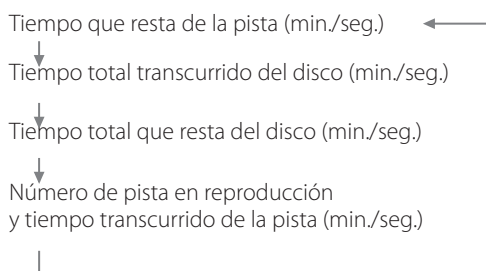 Tiempo que resta de la pista (min./seg.)
Tiempo total transcurrido del disco (min./seg.)
Tiempo total que resta del disco (min./seg.)
Número de pista en reproducción
y tiempo transcurrido de la pista (min./seg.)